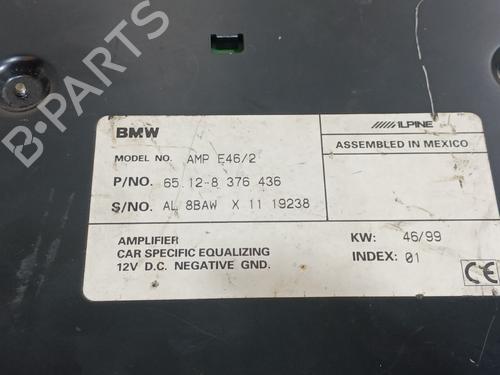 B-PARTS
BMW
ALPINE
ASSEMBLED IN MEXICO
MODEL NO. AMP E46/2
P/NO. 65.12-8 376 436
S/NO. AL 8BAW X 11 19238
AMPLIFIER
CAR SPECIFIC EQUALIZING
12V D.C. NEGATIVE GND.
KW: 46/99
INDEX: 01
CE